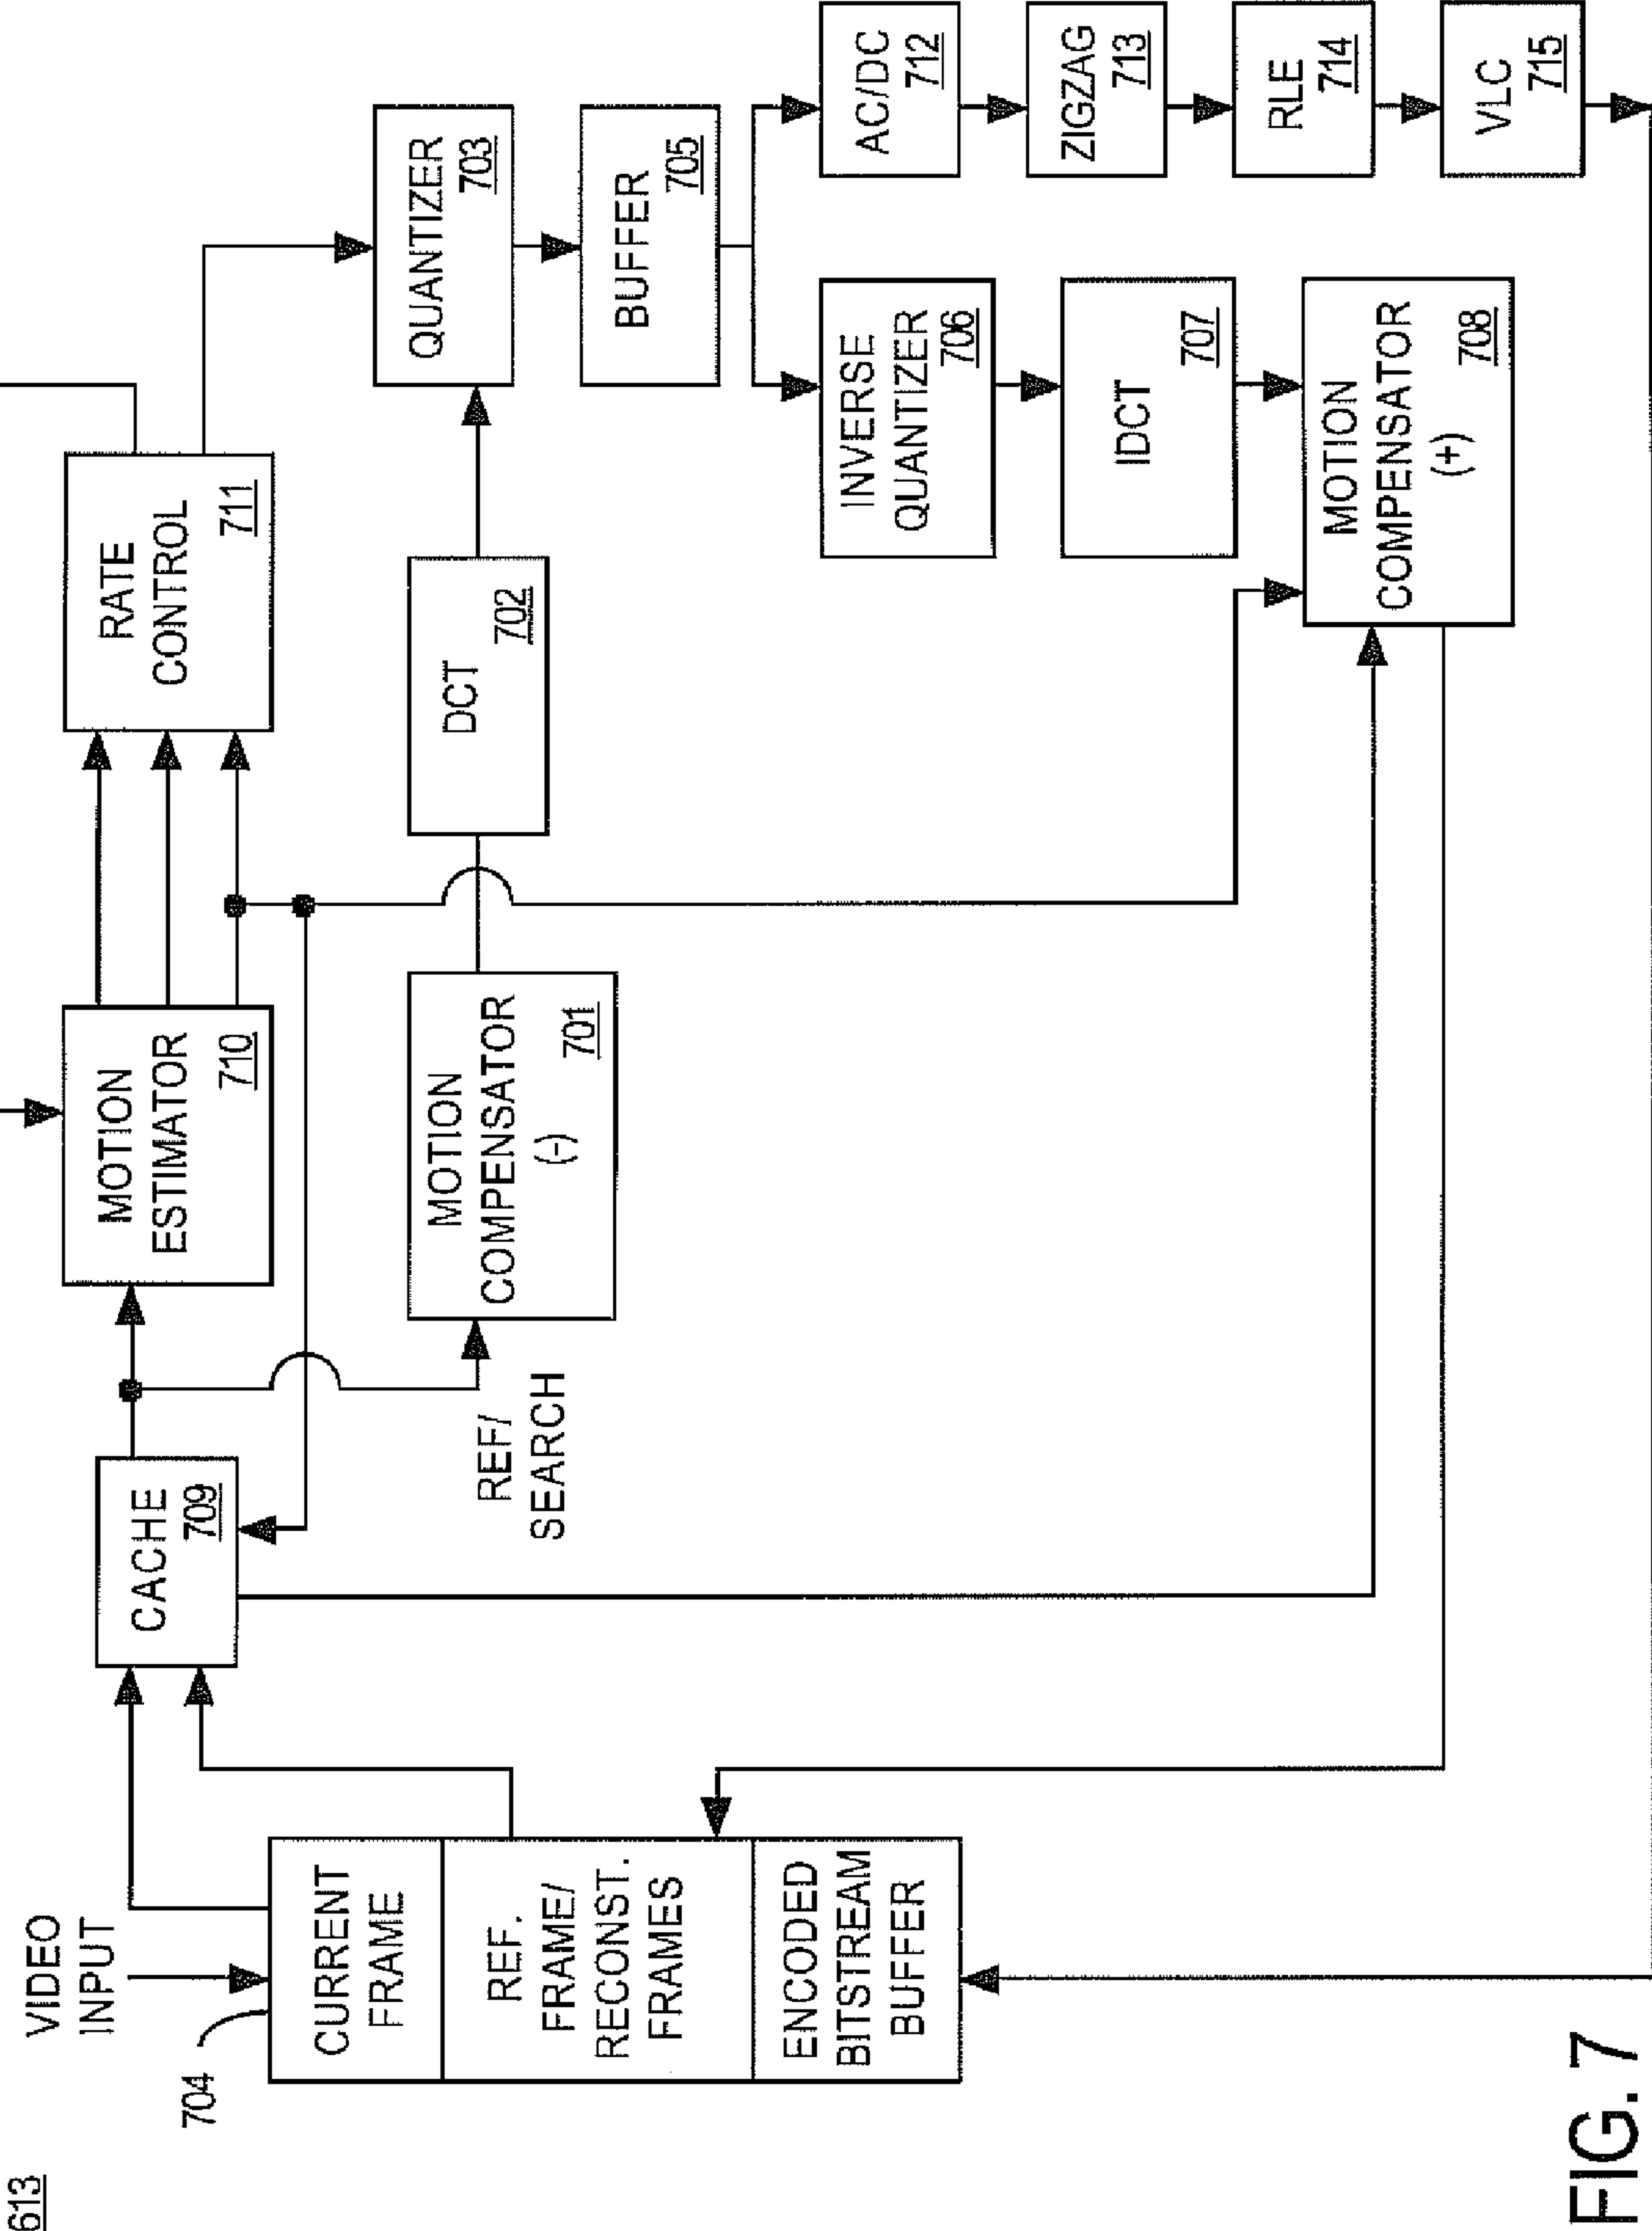 613
VIDEO
INPUT
704
CURRENT
FRAME
REF.
FRAME/
RECONST.
FRAMES
ENCODED
BITSTREAM
BUFFER
CACHE
709
REF/
SEARCH
MOTION
ESTIMATOR
710
MOTION
COMPENSATOR
(-)
701
RATE
CONTROL
711
DCT
702
QUANTIZER
703
BUFFER
705
INVERSE
QUANTIZER
706
IDCT
707
MOTION
COMPENSATOR
(+)
708
AC/DC
712
ZIGZAG
713
RLE
714
VLC
715
FIG. 7